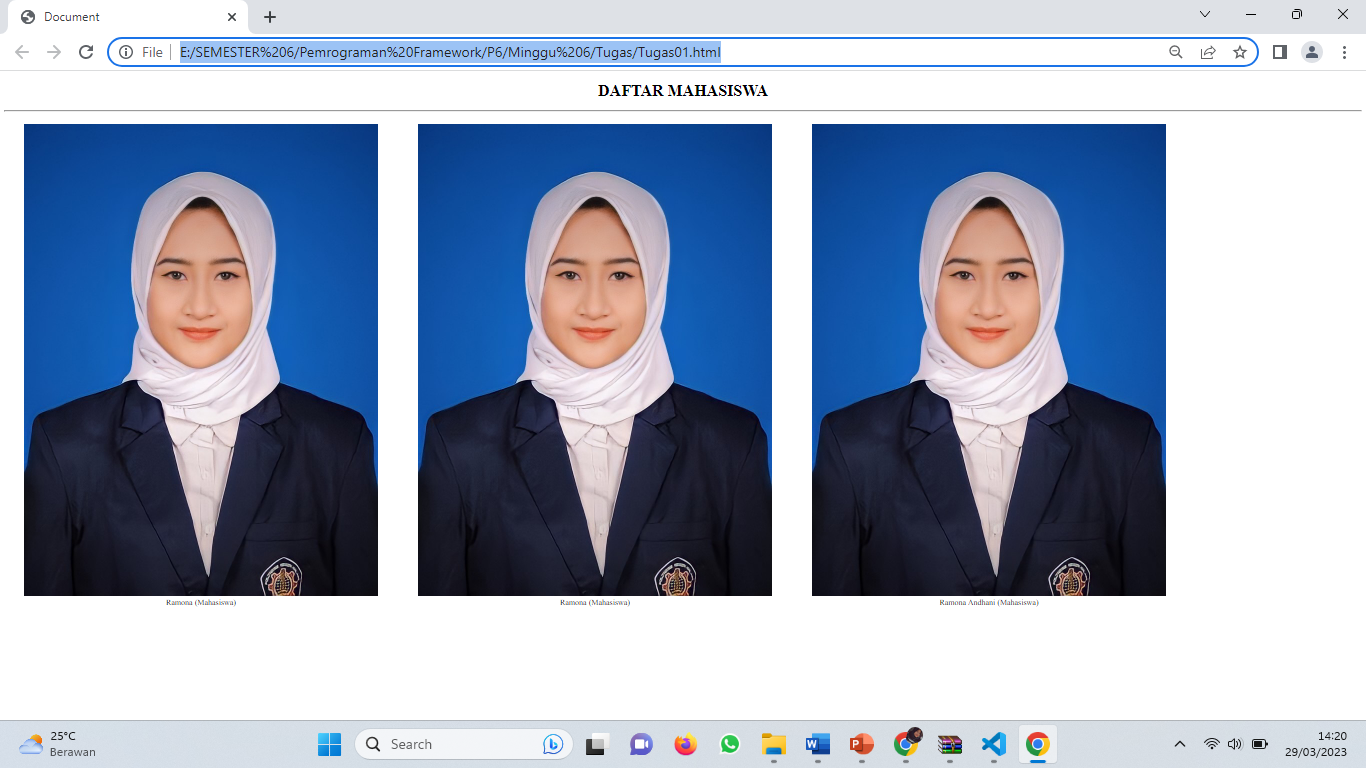 Document
File
E:/SEMESTER%206/Pemrograman%20Framework/P6/Minggu%206/Tugas/Tugas01.html
DAFTAR MAHASISWA
Ramona (Mahasiswa)
Ramona (Mahasiswa)
Ramona Andhani (Mahasiswa)
25°C
Berawan
Search
14:20
29/03/2023